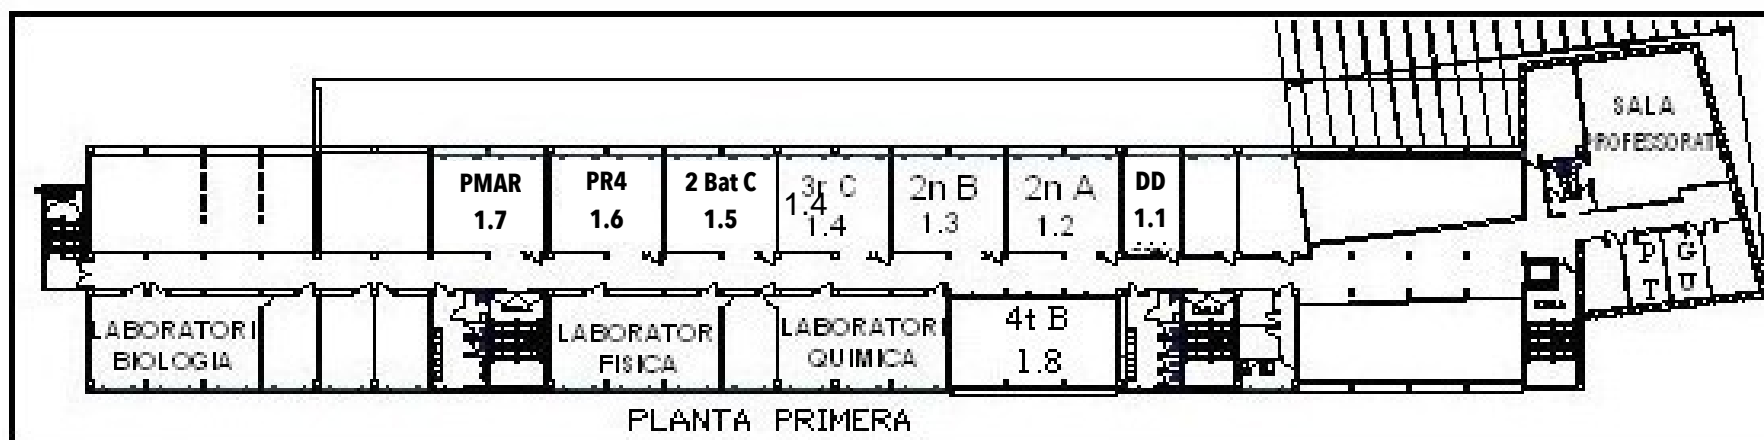 SALA
PROFESSORAT
PMAR
1.7
PR4
1.6
2 Bat C
1.5
3r C
1.4
1.4
2n B
1.3
2n A
1.2
DD
1.1
P
T
G
U
LABORATORI
BIOLOGIA
LABORATOR
FISICA
LABORATORI
QUIMICA
4t B
1.8
PLANTA PRIMERA